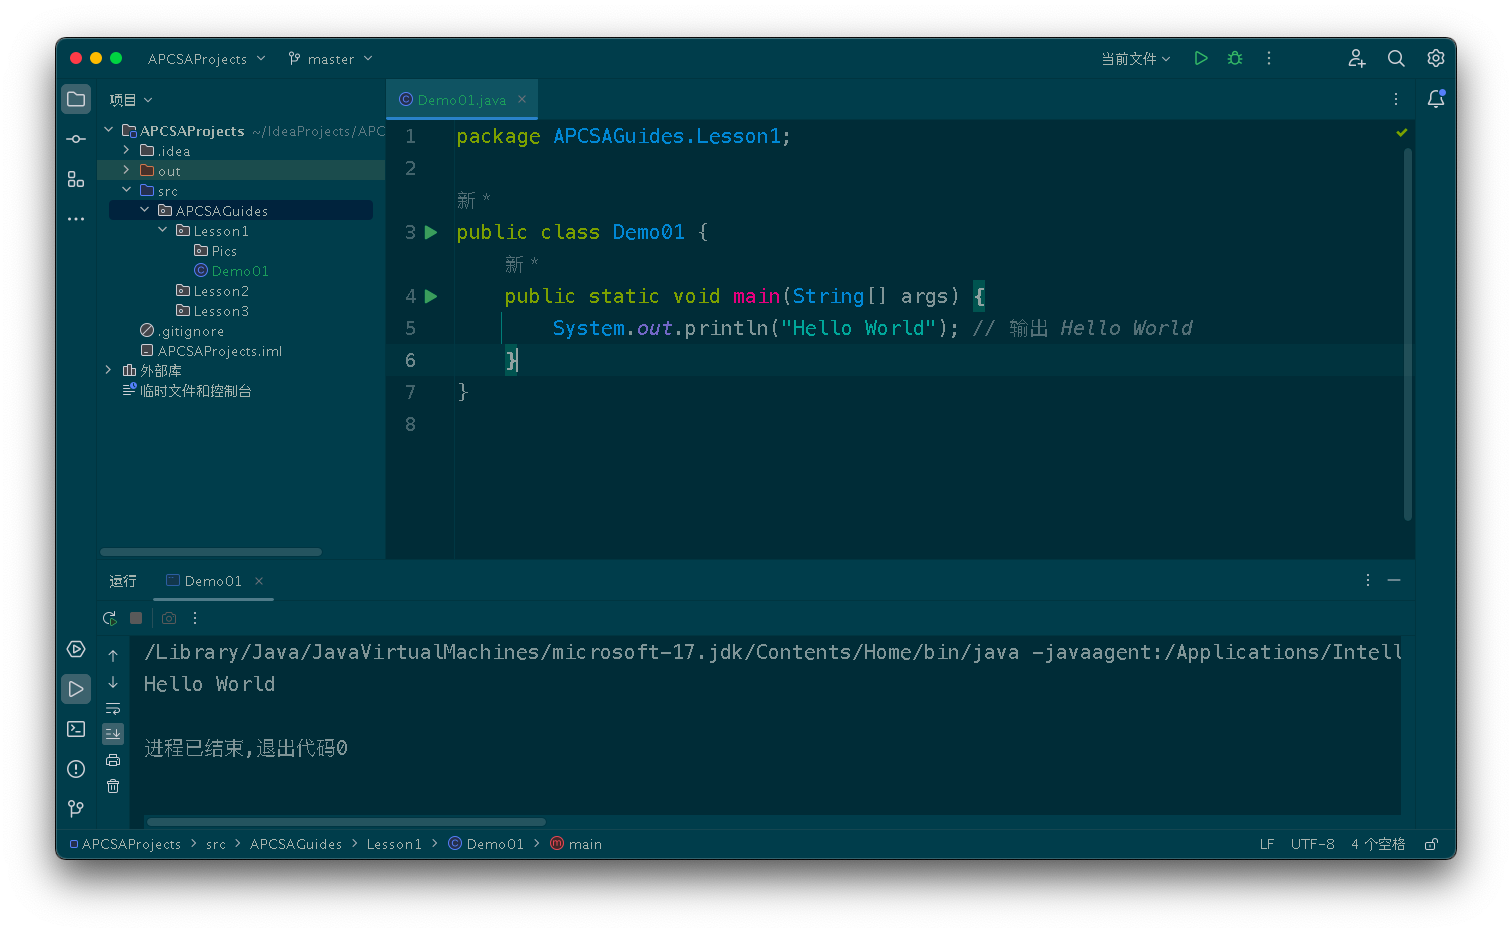 APCSAProjects master 当前文件
项目
APCSAProjects ~/IdeaProjects/APC
.idea
out
src
APCSAGuides
Lesson1
Pics
Demo01
Lesson2
Lesson3
.gitignore
APCSAProjects.iml
外部库
临时文件和控制台
Demo01.java
1 package APCSAGuides.Lesson1;
2
新 *
3 public class Demo01 {
新 *
4 public static void main(String[] args) {
5 System.out.println("Hello World"); // 输出 Hello World
6 }
7 }
8
运行 Demo01
/Library/Java/JavaVirtualMachines/microsoft-17.jdk/Contents/Home/bin/java -javaagent:/Applications/Intell
Hello World
进程已结束,退出代码0
APCSAProjects > src > APCSAGuides > Lesson1 > Demo01 > main LF UTF-8 4 个空格